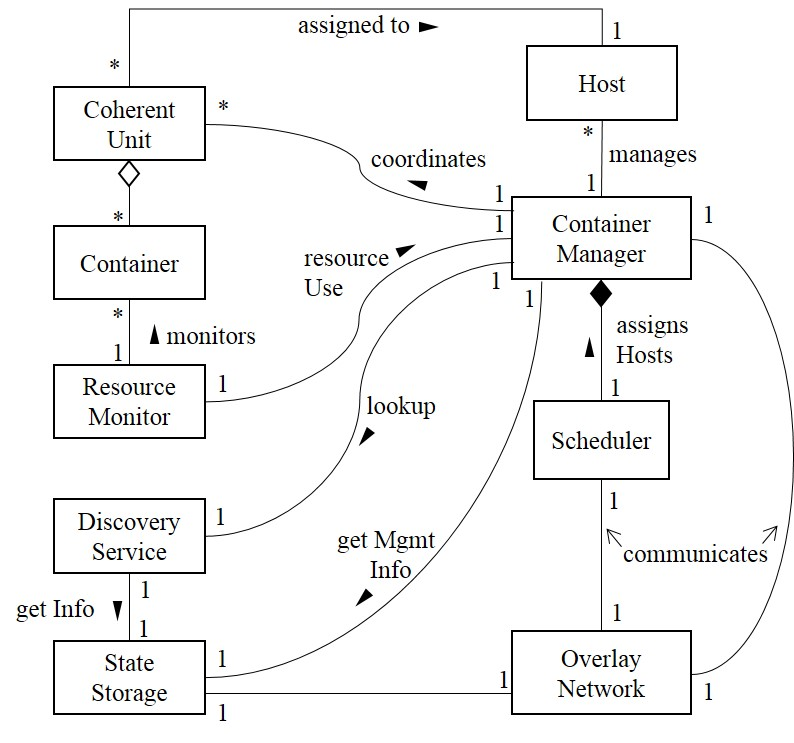 assigned to ►
1
*
Host
Coherent
Unit
*
*
manages
coordinates
1
1
1
1
*
Container
Manager
Container
resource
Use
*
1
1
assigns
Hosts
monitors
1
1
Resource
Monitor
1
lookup
Scheduler
1
Discovery
Service
1
get Mgmt
Info
communicates
1
get Info
1
1
State
Storage
1
1
Overlay
Network
1
1